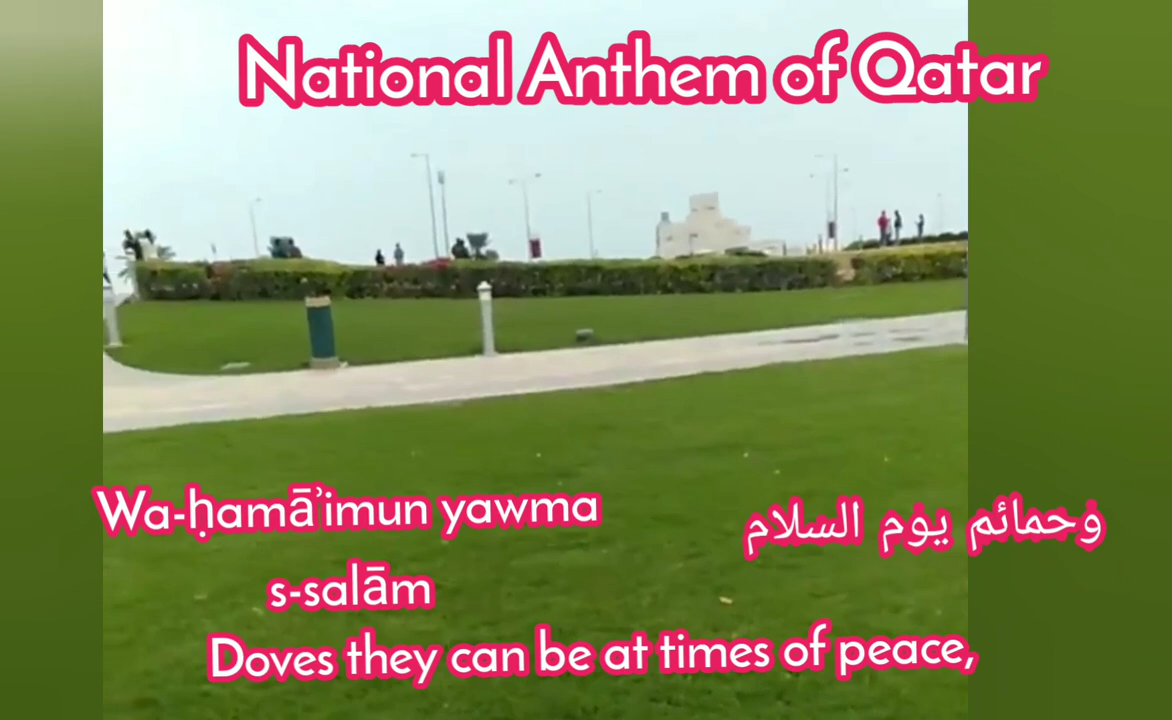 National Anthem of Qatar
Wa-ḥamāʾimun yawma
s-salām
وحمائم يوم السلام
Doves they can be at times of peace,